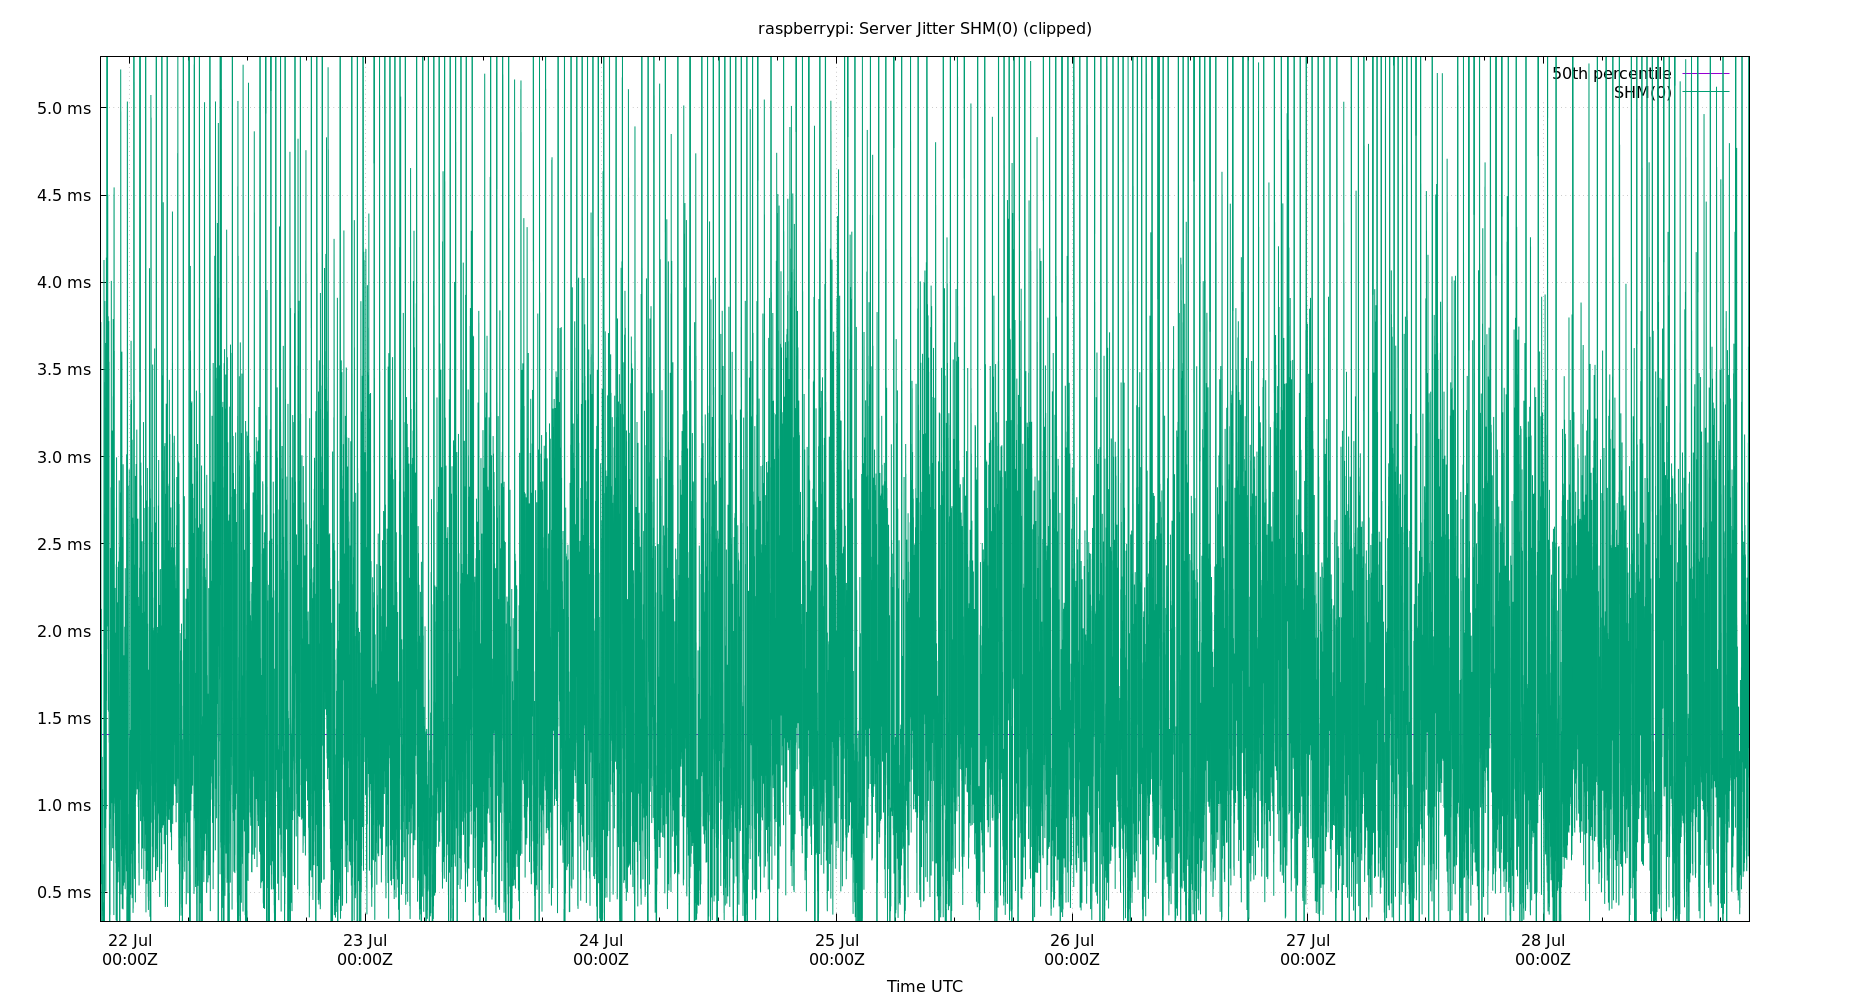 raspberrypi: Server Jitter SHM(0) (clipped)
50th percentile
SHM(0)
5.0 ms
4.5 ms
4.0 ms
3.5 ms
3.0 ms
2.5 ms
2.0 ms
1.5 ms
1.0 ms
0.5 ms
22 Jul 23 Jul 24 Jul 25 Jul 26 Jul 27 Jul 28 Jul
00:00Z 00:00Z 00:00Z 00:00Z 00:00Z 00:00Z 00:00Z
Time UTC